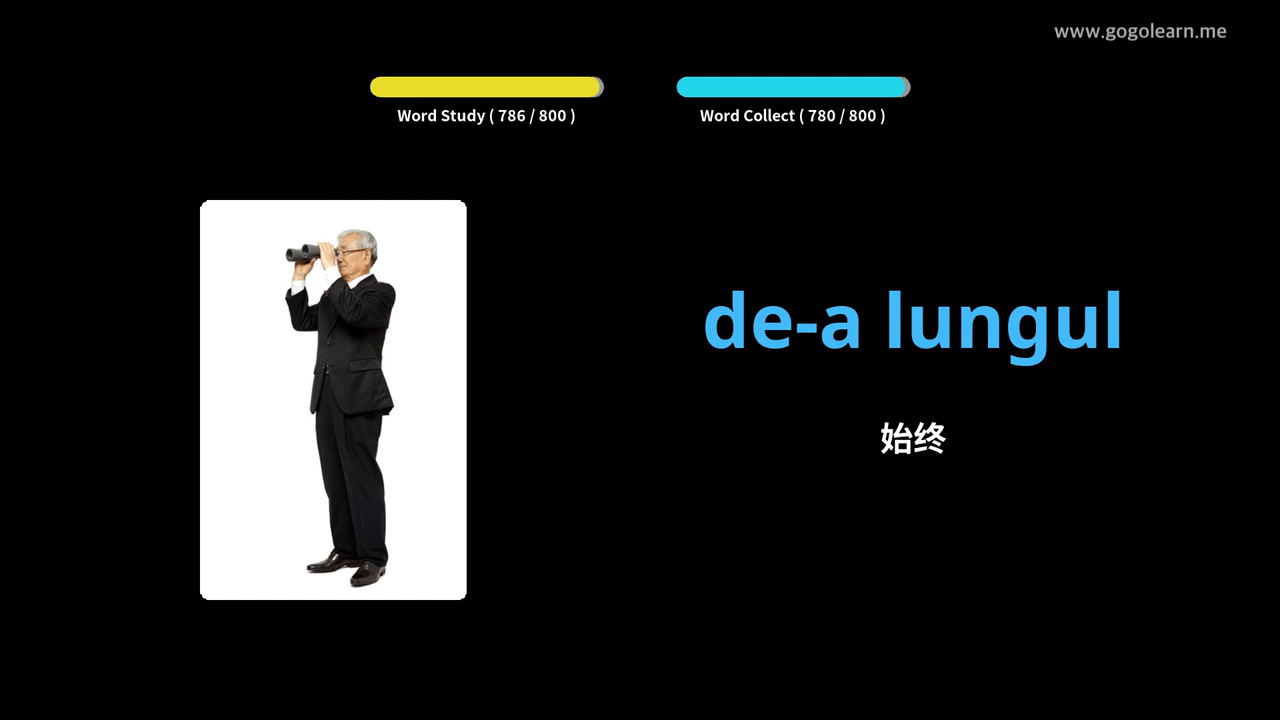 www.gogolearn.me
Word Study ( 786 / 800 )
Word Collect ( 780 / 800 )
de-a lungul
始终